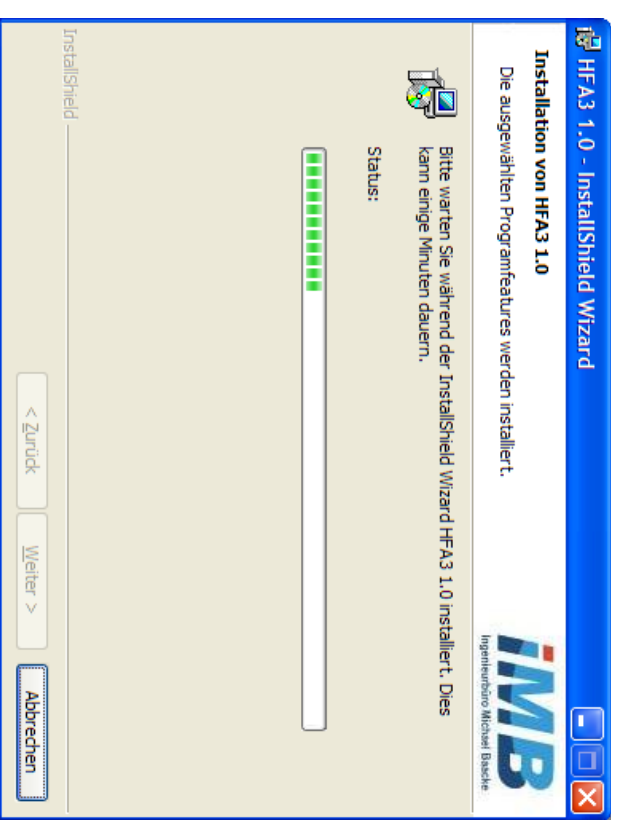 HFA3 1.0 - InstallShield Wizard
Installation von HFA3 1.0
Die ausgewählten Programfeatures werden installiert.
iMB
Ingenieurbüro Michael Baacke
Bitte warten Sie während der InstallShield Wizard HFA3 1.0 installiert. Dies
kann einige Minuten dauern.
Status:
InstallShield
< Zurück
Weiter >
Abbrechen